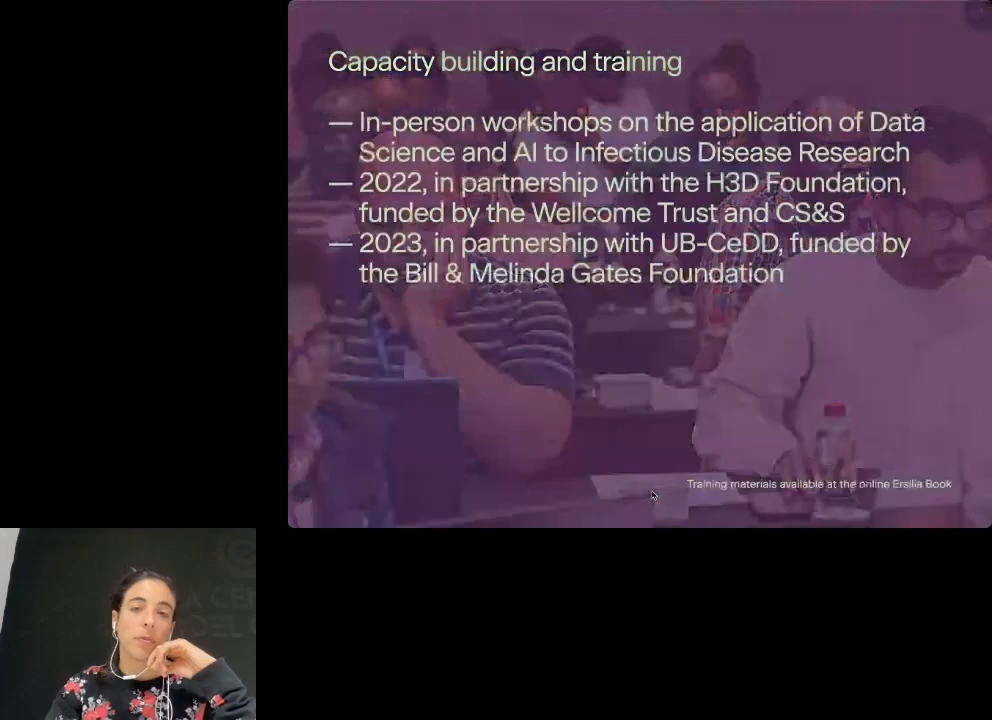 Capacity building and training
— In-person workshops on the application of Data
Science and AI to Infectious Disease Research
— 2022, in partnership with the H3D Foundation,
funded by the Wellcome Trust and CS&S
— 2023, in partnership with UB-CeDD, funded by
the Bill & Melinda Gates Foundation
Training materials available at the online Ersilia Book